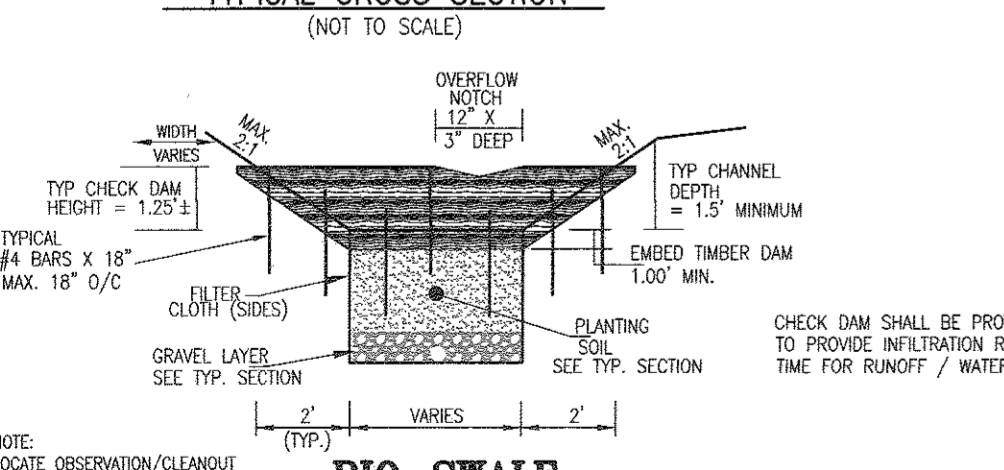 TYPICAL CROSS SECTION
(NOT TO SCALE)
OVERFLOW
NOTCH
12" X
3" DEEP
WIDTH
VARIES
MAX.
2:1
MAX.
2:1
TYP CHECK DAM
HEIGHT = 1.25'±
TYP CHANNEL
DEPTH
= 1.5' MINIMUM
TYPICAL
#4 BARS X 18"
MAX. 18" O/C
EMBED TIMBER DAM
1.00' MIN.
FILTER
CLOTH (SIDES)
PLANTING
SOIL
SEE TYP. SECTION
GRAVEL LAYER
SEE TYP. SECTION
CHECK DAM SHALL BE PRO
TO PROVIDE INFILTRATION R
TIME FOR RUNOFF / WATER
2'
(TYP.)
VARIES
2'
NOTE:
OCATE OBSERVATION/CLEANOUT
BIO-SWALE